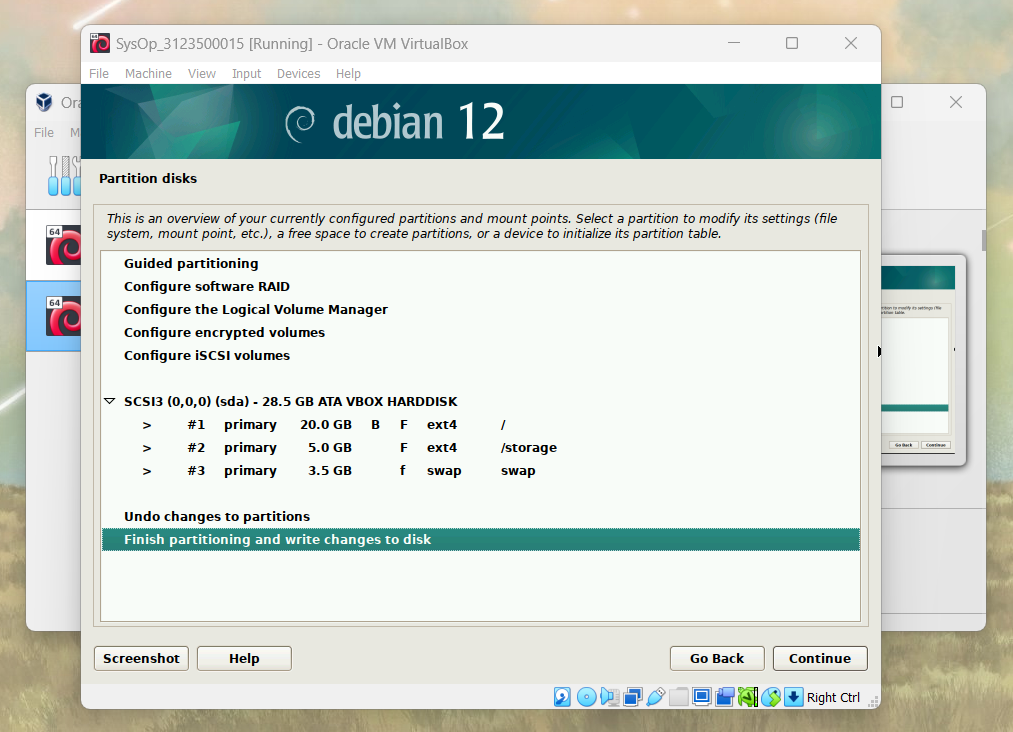 SysOp_3123500015 [Running] - Oracle VM VirtualBox
File Machine View Input Devices Help
Ora
File M
debian 12
Partition disks
This is an overview of your currently configured partitions and mount points. Select a partition to modify its settings (file
system, mount point, etc.), a free space to create partitions, or a device to initialize its partition table.
Guided partitioning
Configure software RAID
Configure the Logical Volume Manager
Configure encrypted volumes
Configure iSCSI volumes
SCSI3 (0,0,0) (sda) - 28.5 GB ATA VBOX HARDDISK
> #1 primary 20.0 GB B F ext4 /
> #2 primary 5.0 GB F ext4 /storage
> #3 primary 3.5 GB f swap swap
Undo changes to partitions
Finish partitioning and write changes to disk
Screenshot Help Go Back Continue
Right Ctrl
64
64
Go Back Continue